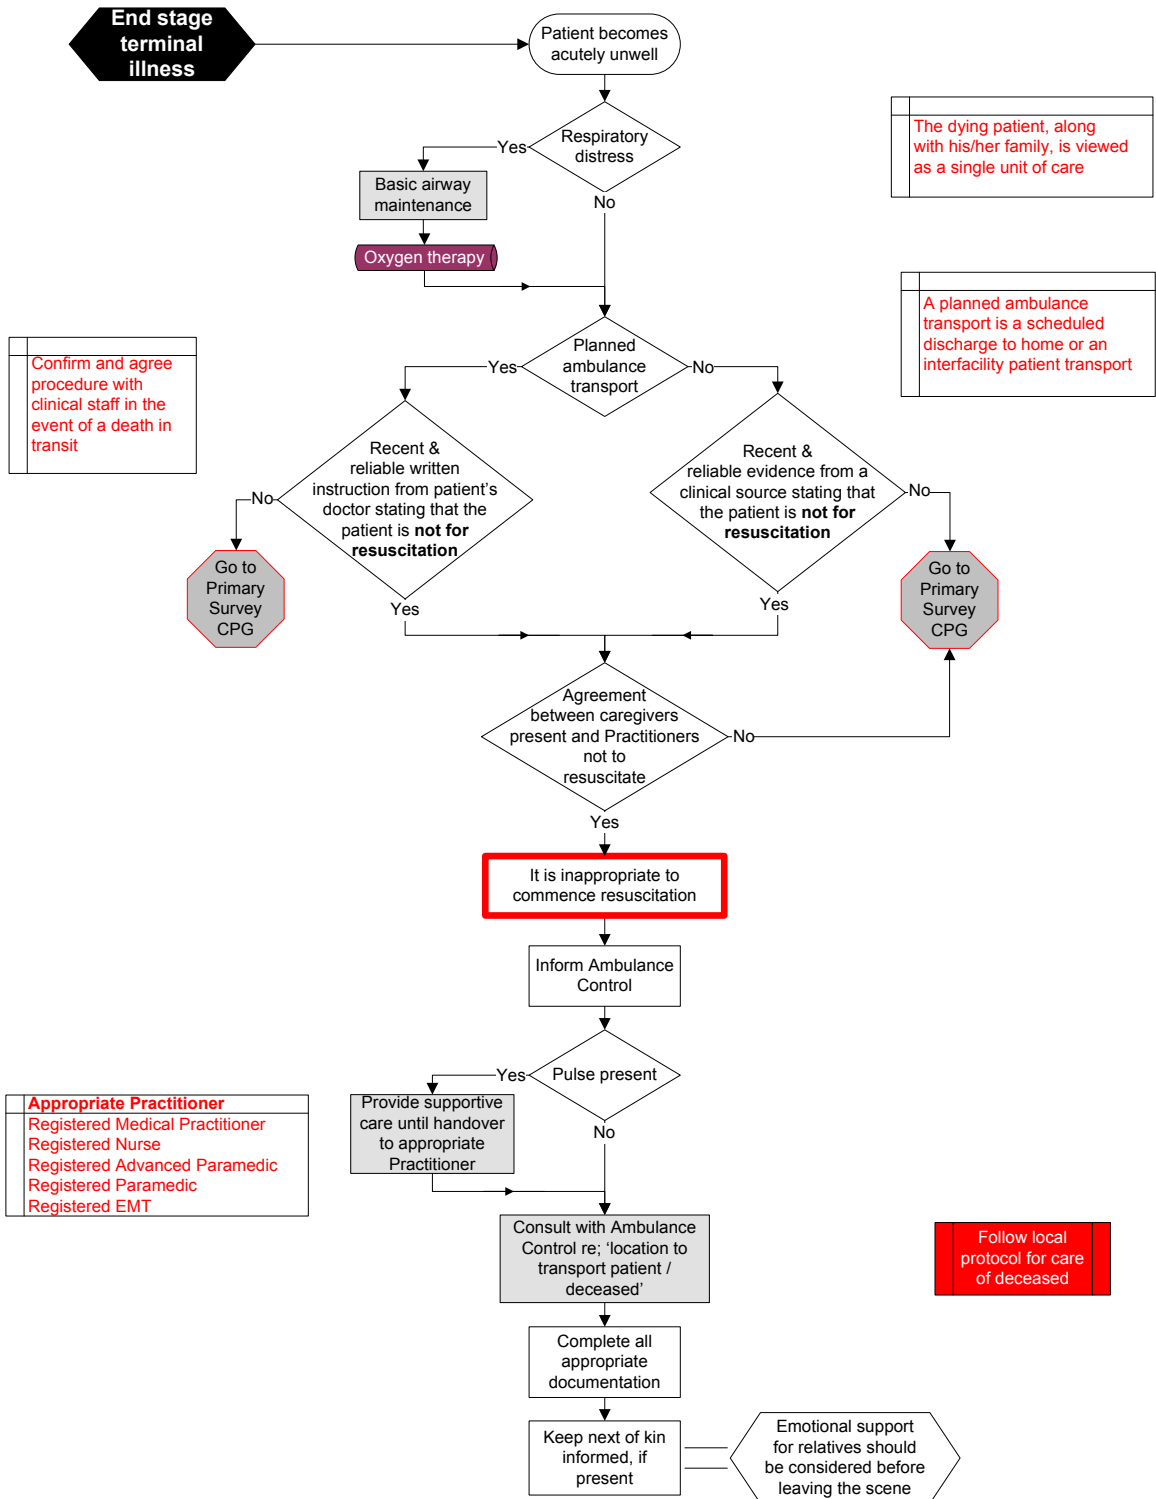 End stage
terminal
illness
Patient becomes
acutely unwell
Respiratory
distress
Yes
No
Basic airway
maintenance
Oxygen therapy
The dying patient, along
with his/her family, is viewed
as a single unit of care
A planned ambulance
transport is a scheduled
discharge to home or an
interfacility patient transport
Planned
ambulance
transport
Yes
No
Confirm and agree
procedure with
clinical staff in the
event of a death in
transit
Recent &
reliable written
instruction from patient’s
doctor stating that the
patient is not for
resuscitation
No
Yes
Recent &
reliable evidence from a
clinical source stating that
the patient is not for
resuscitation
No
Yes
Go to
Primary
Survey
CPG
Go to
Primary
Survey
CPG
Agreement
between caregivers
present and Practitioners
not to
resuscitate
No
Yes
It is inappropriate to
commence resuscitation
Inform Ambulance
Control
Pulse present
Yes
No
Provide supportive
care until handover
to appropriate
Practitioner
Appropriate Practitioner
Registered Medical Practitioner
Registered Nurse
Registered Advanced Paramedic
Registered Paramedic
Registered EMT
Consult with Ambulance
Control re; ‘location to
transport patient /
deceased’
Follow local
protocol for care
of deceased
Complete all
appropriate
documentation
Keep next of kin
informed, if
present
Emotional support
for relatives should
be considered before
leaving the scene